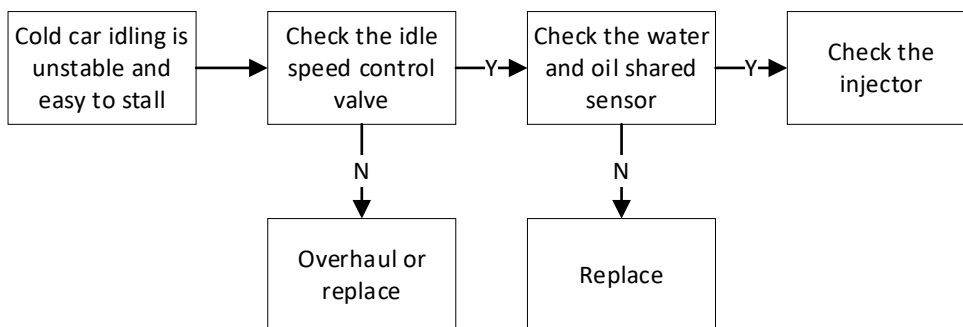 Cold car idling is
unstable and
easy to stall
Check the idle
speed control
valve
Y
Check the water
and oil shared
sensor
Y
Check the
injector
N
N
Overhaul or
replace
Replace